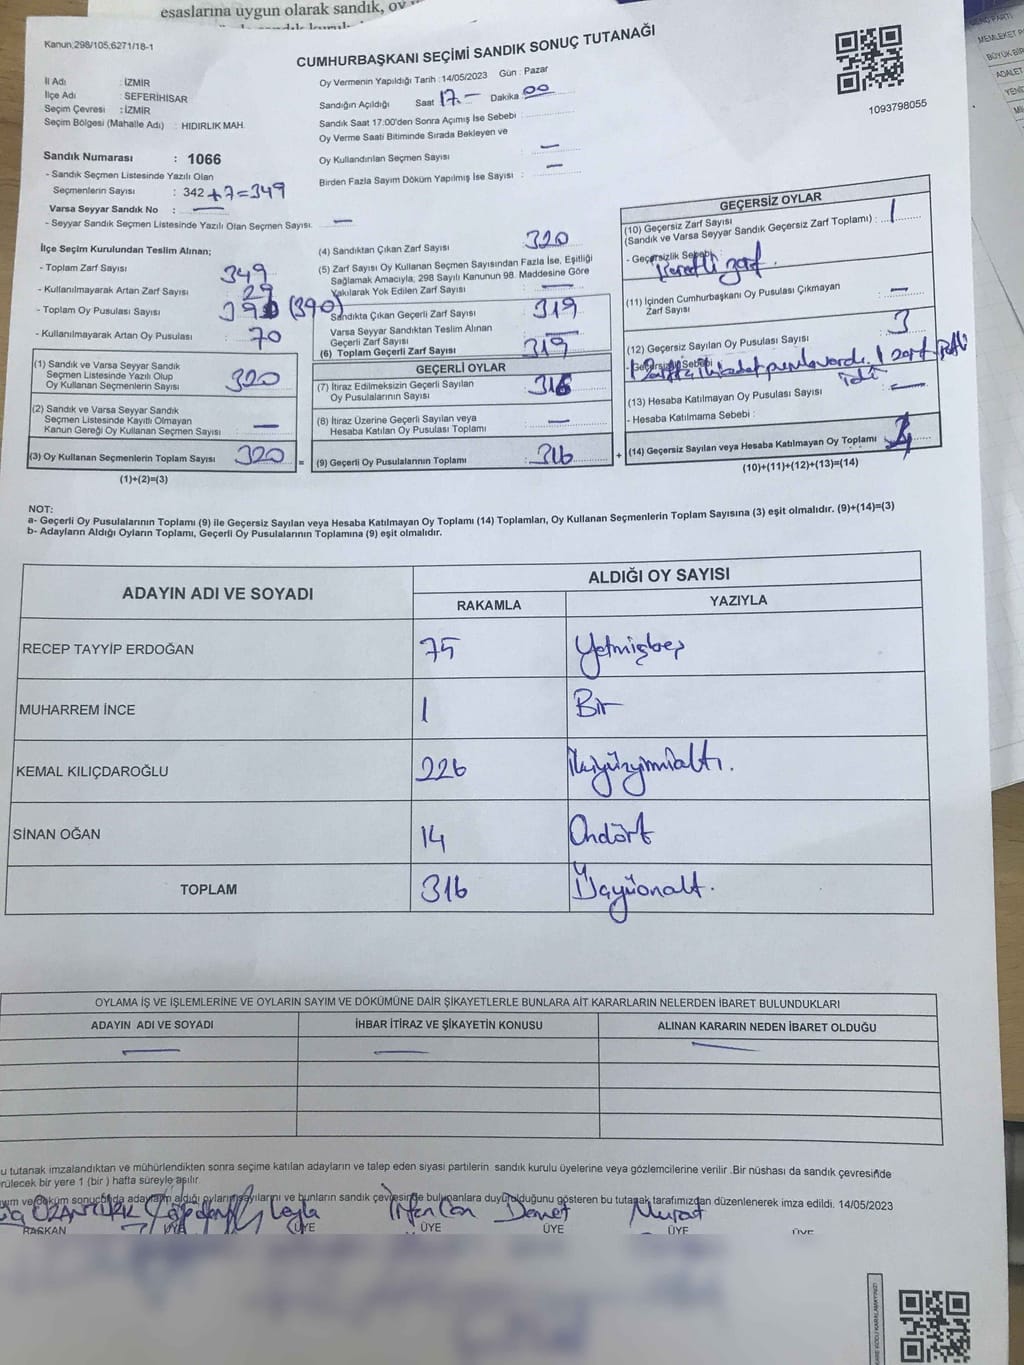 esaslarına uygun olarak sandık, oy
Kanun;298/105,6271/18-1
CUMHURBAŞKANI SEÇİMİ SANDIK SONUÇ TUTANAĞI
1093798055
İl Adı : İZMİR
İlçe Adı : SEFERİHİSAR
Seçim Çevresi : İZMİR
Seçim Bölgesi (Mahalle Adı) : HIDIRLIK MAH.
Oy Vermenin Yapıldığı Tarih : 14/05/2023 Gün : Pazar
Sandığın Açıldığı Saat 17.- Dakika 00
Sandık Saat 17:00'den Sonra Açımış İse Sebebi :
Oy Verme Saati Bitiminde Sırada Bekleyen ve
Oy Kullandırılan Seçmen Sayısı : —
Birden Fazla Sayım Döküm Yapılmış İse Sayısı : —
Sandık Numarası : 1066
- Sandık Seçmen Listesinde Yazılı Olan
Seçmenlerin Sayısı : 342 +7=349
Varsa Seyyar Sandık No : —
- Seyyar Sandık Seçmen Listesinde Yazılı Olan Seçmen Sayısı: —
İlçe Seçim Kurulundan Teslim Alınan;
- Toplam Zarf Sayısı : 349
- Kullanılmayarak Artan Zarf Sayısı : 29
- Toplam Oy Pusulası Sayısı : (390)
- Kullanılmayarak Artan Oy Pusulası : 70
(1) Sandık ve Varsa Seyyar Sandık
Seçmen Listesinde Yazılı Olup
Oy Kullanan Seçmenlerin Sayısı : 320
(2) Sandık ve Varsa Seyyar Sandık
Seçmen Listesinde Kayıtlı Olmayan
Kanun Gereği Oy Kullanan Seçmen Sayısı : —
(3) Oy Kullanan Seçmenlerin Toplam Sayısı : 320
(1)+(2)=(3)
(4) Sandıktan Çıkan Zarf Sayısı : 320
(5) Zarf Sayısı Oy Kullanan Seçmen Sayısından Fazla İse, Eşitliği
Sağlamak Amacıyla; 298 Sayılı Kanunun 98. Maddesine Göre
Yakılarak Yok Edilen Zarf Sayısı : —
Sandıkta Çıkan Geçerli Zarf Sayısı : 319
Varsa Seyyar Sandıktan Teslim Alınan
Geçerli Zarf Sayısı : —
(6) Toplam Geçerli Zarf Sayısı : 319
GEÇERLİ OYLAR
(7) İtiraz Edilmeksizin Geçerli Sayılan
Oy Pusulalarının Sayısı : 316
(8) İtiraz Üzerine Geçerli Sayılan veya
Hesaba Katılan Oy Pusulası Toplamı : —
= (9) Geçerli Oy Pusulalarının Toplamı : 316
GEÇERSİZ OYLAR
(10) Geçersiz Zarf Sayısı
(Sandık ve Varsa Seyyar Sandık Geçersiz Zarf Toplamı) : 1
- Geçersizlik Sebebi : zarf.
(11) İçinden Cumhurbaşkanı Oy Pusulası Çıkmayan
Zarf Sayısı : —
(12) Geçersiz Sayılan Oy Pusulası Sayısı : 3
- Geçersizlik Sebebi 1 zarf
idi
(13) Hesaba Katılmayan Oy Pusulası Sayısı : —
- Hesaba Katılmama Sebebi :
+ (14) Geçersiz Sayılan veya Hesaba Katılmayan Oy Toplamı : 4
(10)+(11)+(12)+(13)=(14)
NOT:
a- Geçerli Oy Pusulalarının Toplamı (9) ile Geçersiz Sayılan veya Hesaba Katılmayan Oy Toplamı (14) Toplamları, Oy Kullanan Seçmenlerin Toplam Sayısına (3) eşit olmalıdır. (9)+(14)=(3)
b- Adayların Aldığı Oyların Toplamı, Geçerli Oy Pusulalarının Toplamına (9) eşit olmalıdır.
ADAYIN ADI VE SOYADI
ALDIĞI OY SAYISI
RAKAMLA YAZIYLA
RECEP TAYYİP ERDOĞAN 75 Yetmişbeş
MUHARREM İNCE 1 Bir
KEMAL KILIÇDAROĞLU 226 İkiyüzyirmialtı.
SİNAN OĞAN 14 Ondört
TOPLAM 316 Üçyüzonaltı.
OYLAMA İŞ VE İŞLEMLERİNE VE OYLARIN SAYIM VE DÖKÜMÜNE DAİR ŞİKAYETLERLE BUNLARA AİT KARARLARIN NELERDEN İBARET BULUNDUKLARI
ADAYIN ADI VE SOYADI İHBAR İTİRAZ VE ŞİKAYETİN KONUSU ALINAN KARARIN NEDEN İBARET OLDUĞU
— — —
u tutanak imzalandıktan ve mühürlendikten sonra seçime katılan adayların ve talep eden siyasi partilerin sandık kurulu üyelerine veya gözlemcilerine verilir .Bir nüshası da sandık çevresinde
rülecek bir yere 1 (bir ) hafta süreyle asılır.
yım ve döküm sonucunda adayların aldığı oyların sayılarını ve bunların sandık çevresinde bulunanlara duyurulduğunu gösteren bu tutanak tarafımızdan düzenlenerek imza edildi. 14/05/2023
ÖZANTÜRK Leyla İrfan Can Demet Murat
BAŞKAN ÜYE ÜYE ÜYE ÜYE ÜYE ÜYE